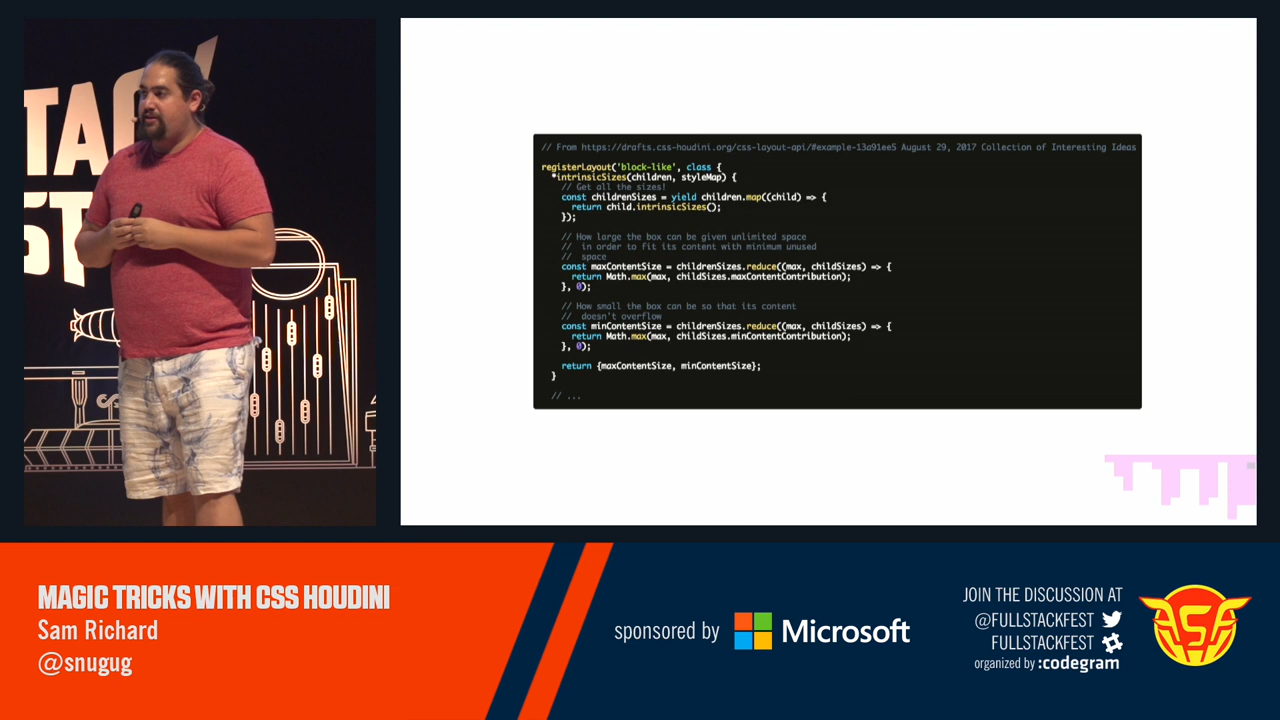 TAC
ST
// From https://drafts.css-houdini.org/css-layout-api/#example-13a91ee5 August 29, 2017 Collection of Interesting Ideas
registerLayout('block-like', class {
*intrinsicSizes(children, styleMap) {
// Get all the sizes!
const childrenSizes = yield children.map((child) => {
return child.intrinsicSizes();
});
// How large the box can be given unlimited space
// in order to fit its content with minimum unused
// space
const maxContentSize = childrenSizes.reduce((max, childSizes) => {
return Math.max(max, childSizes.maxContentContribution);
}, 0);
// How small the box can be so that its content
// doesn't overflow
const minContentSize = childrenSizes.reduce((max, childSizes) => {
return Math.max(max, childSizes.minContentContribution);
}, 0);
return {maxContentSize, minContentSize};
}
// ...
MAGIC TRICKS WITH CSS HOUDINI
Sam Richard
@snugug
sponsored by Microsoft
JOIN THE DISCUSSION AT
@FULLSTACKFEST
FULLSTACKFEST
organized by :codegram
FSF